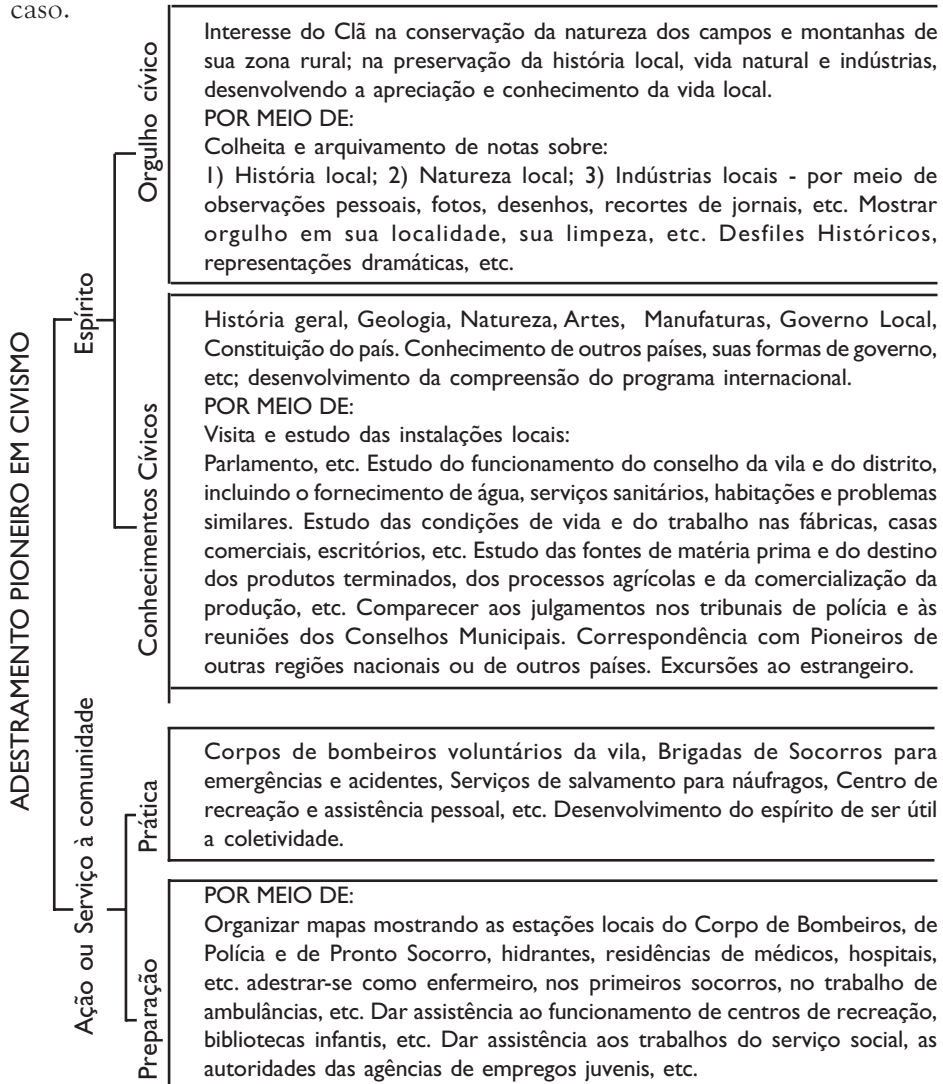 caso.
ADESTRAMENTO PIONEIRO EM CIVISMO
Espírito
Orgulho cívico
Interesse do Clã na conservação da natureza dos campos e montanhas de
sua zona rural; na preservação da história local, vida natural e indústrias,
desenvolvendo a apreciação e conhecimento da vida local.
POR MEIO DE:
Colheita e arquivamento de notas sobre:
1) História local; 2) Natureza local; 3) Indústrias locais - por meio de
observações pessoais, fotos, desenhos, recortes de jornais, etc. Mostrar
orgulho em sua localidade, sua limpeza, etc. Desfiles Históricos,
representações dramáticas, etc.
Conhecimentos Cívicos
História geral, Geologia, Natureza, Artes, Manufaturas, Governo Local,
Constituição do país. Conhecimento de outros países, suas formas de governo,
etc; desenvolvimento da compreensão do programa internacional.
POR MEIO DE:
Visita e estudo das instalações locais:
Parlamento, etc. Estudo do funcionamento do conselho da vila e do distrito,
incluindo o fornecimento de água, serviços sanitários, habitações e problemas
similares. Estudo das condições de vida e do trabalho nas fábricas, casas
comerciais, escritórios, etc. Estudo das fontes de matéria prima e do destino
dos produtos terminados, dos processos agrícolas e da comercialização da
produção, etc. Comparecer aos julgamentos nos tribunais de polícia e às
reuniões dos Conselhos Municipais. Correspondência com Pioneiros de
outras regiões nacionais ou de outros países. Excursões ao estrangeiro.
Ação ou Serviço à comunidade
Prática
Corpos de bombeiros voluntários da vila, Brigadas de Socorros para
emergências e acidentes, Serviços de salvamento para náufragos, Centro de
recreação e assistência pessoal, etc. Desenvolvimento do espírito de ser útil
a coletividade.
Preparação
POR MEIO DE:
Organizar mapas mostrando as estações locais do Corpo de Bombeiros, de
Polícia e de Pronto Socorro, hidrantes, residências de médicos, hospitais,
etc. adestrar-se como enfermeiro, nos primeiros socorros, no trabalho de
ambulâncias, etc. Dar assistência ao funcionamento de centros de recreação,
bibliotecas infantis, etc. Dar assistência aos trabalhos do serviço social, as
autoridades das agências de empregos juvenis, etc.